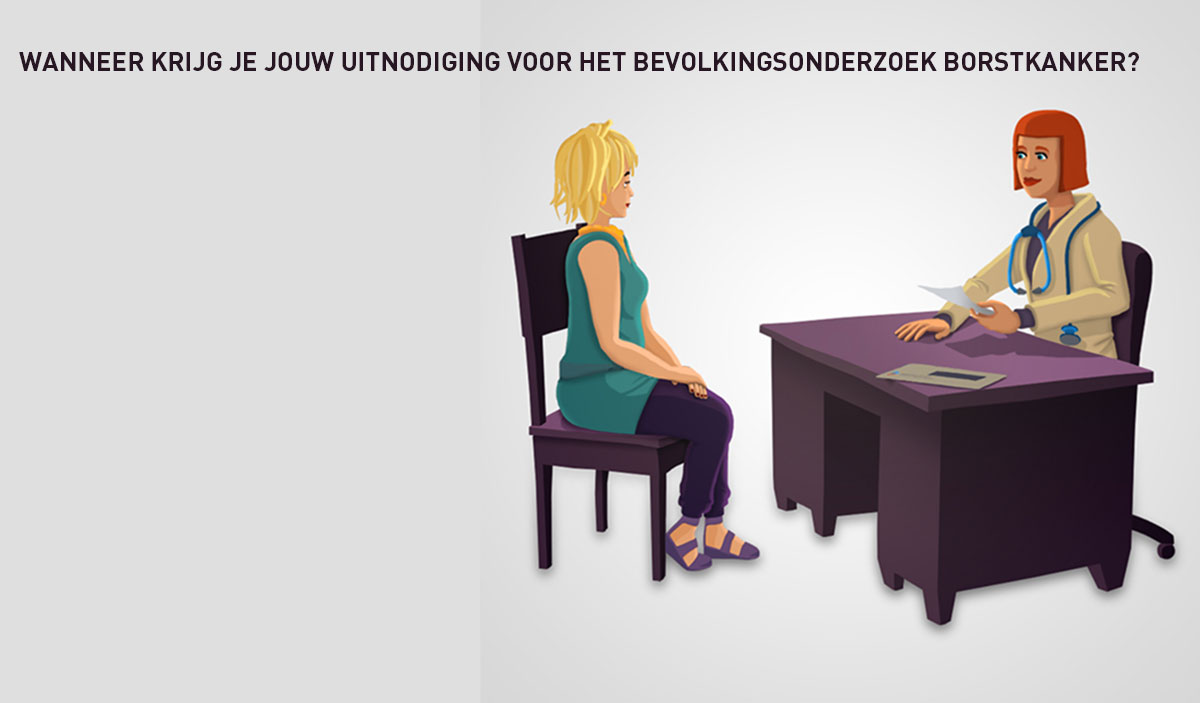 WANNEER KRIJG JE JOUW UITNODIGING VOOR HET BEVOLKINGSONDERZOEK BORSTKANKER?